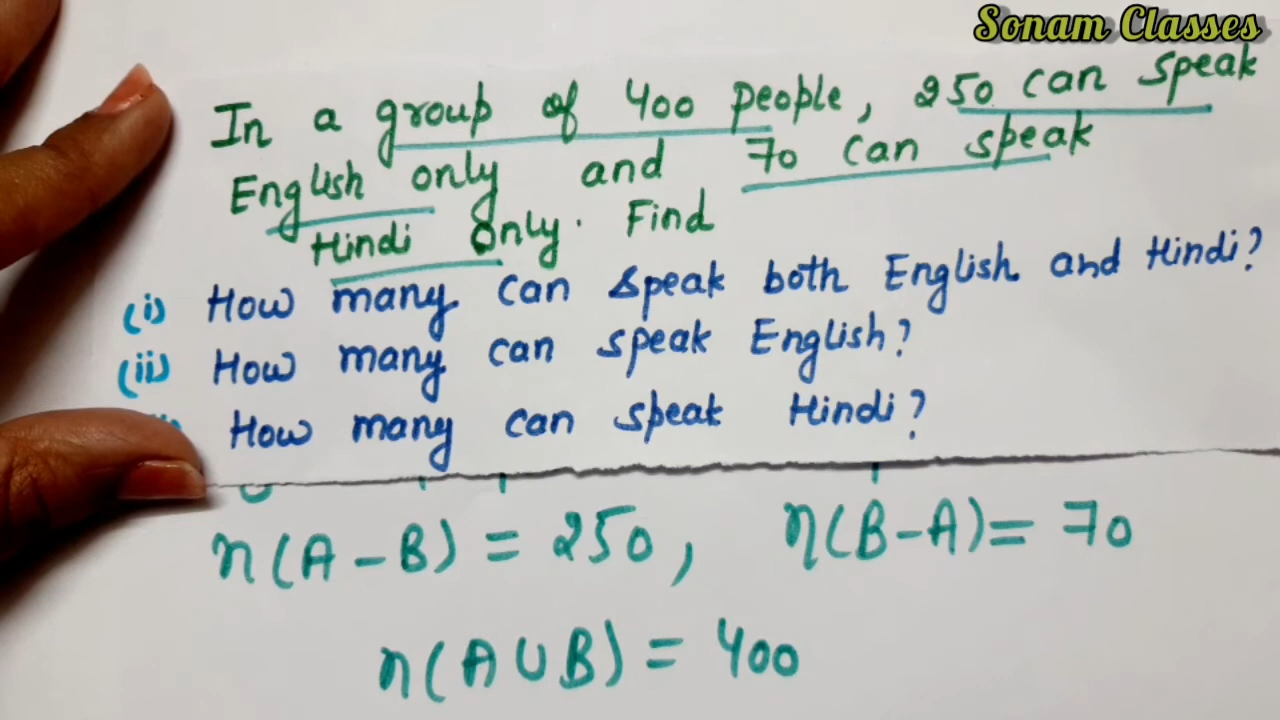 Sonam Classes
In a group of 400 people, 250 can speak
English only and 70 can speak
Hindi only. Find
(i) How many can speak both English and Hindi?
(ii) How many can speak English?
How many can speak Hindi?
n(A-B) = 250, n(B-A) = 70
n(A∪B) = 400